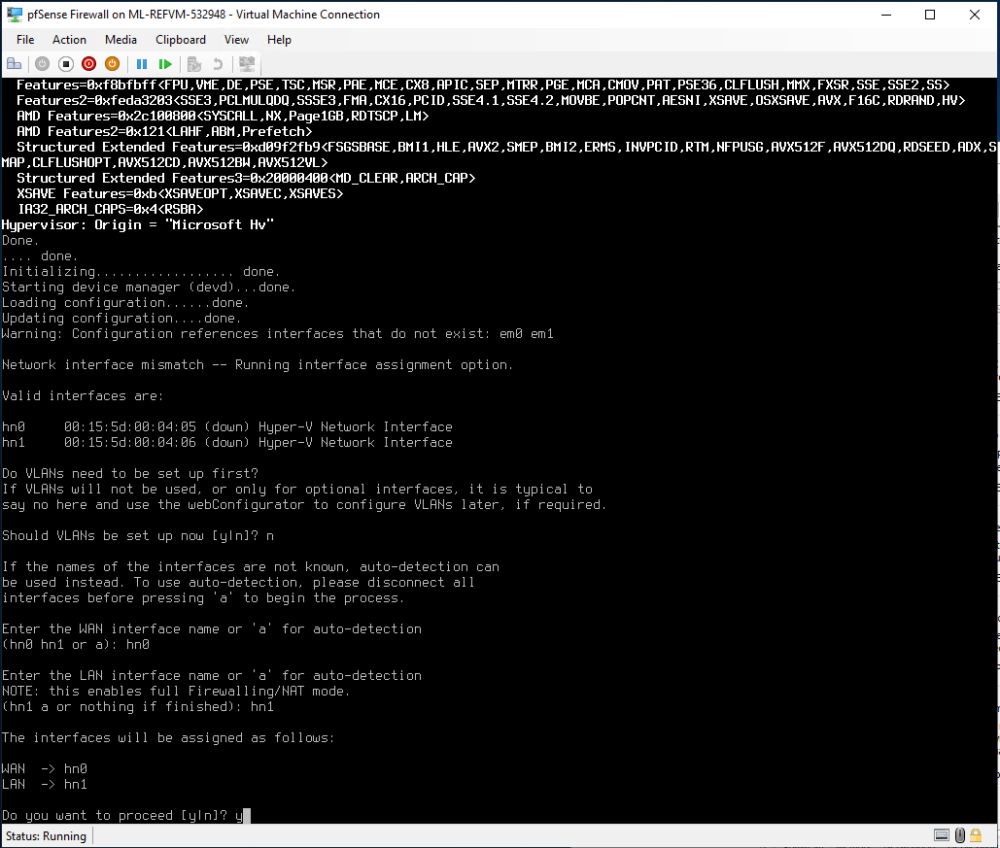 pfSense Firewall on ML-REFVM-532948 - Virtual Machine Connection
File Action Media Clipboard View Help
Features=0xf8bfbff<FPU,VME,DE,PSE,TSC,MSR,PAE,MCE,CX8,APIC,SEP,MTRR,PGE,MCA,CMOV,PAT,PSE36,CLFLUSH,MMX,FXSR,SSE,SSE2,SS>
Features2=0xfeda3203<SSE3,PCLMULQDQ,SSSE3,FMA,CX16,PCID,SSE4.1,SSE4.2,MOVBE,POPCNT,AESNI,XSAVE,OSXSAVE,AVX,F16C,RDRAND,HV>
AMD Features=0x2c100800<SYSCALL,NX,Page1GB,RDTSCP,LM>
AMD Features2=0x121<LAHF,ABM,Prefetch>
Structured Extended Features=0xd09f2fb9<FSGSBASE,BMI1,HLE,AVX2,SMEP,BMI2,ERMS,INVPCID,RTM,NFPUSG,AVX512F,AVX512DQ,RDSEED,ADX,S
MAP,CLFLUSHOPT,AVX512CD,AVX512BW,AVX512VL>
Structured Extended Features3=0x20000400<MD_CLEAR,ARCH_CAP>
XSAVE Features=0xb<XSAVEOPT,XSAVEC,XSAVES>
IA32_ARCH_CAPS=0x4<RSBA>
Hypervisor: Origin = "Microsoft Hv"
Done.
.... done.
Initializing.................. done.
Starting device manager (devd)...done.
Loading configuration......done.
Updating configuration....done.
Warning: Configuration references interfaces that do not exist: em0 em1
Network interface mismatch -- Running interface assignment option.
Valid interfaces are:
hn0 00:15:5d:00:04:05 (down) Hyper-V Network Interface
hn1 00:15:5d:00:04:06 (down) Hyper-V Network Interface
Do VLANs need to be set up first?
If VLANs will not be used, or only for optional interfaces, it is typical to
say no here and use the webConfigurator to configure VLANs later, if required.
Should VLANs be set up now [y|n]? n
If the names of the interfaces are not known, auto-detection can
be used instead. To use auto-detection, please disconnect all
interfaces before pressing 'a' to begin the process.
Enter the WAN interface name or 'a' for auto-detection
(hn0 hn1 or a): hn0
Enter the LAN interface name or 'a' for auto-detection
NOTE: this enables full Firewalling/NAT mode.
(hn1 a or nothing if finished): hn1
The interfaces will be assigned as follows:
WAN -> hn0
LAN -> hn1
Do you want to proceed [y|n]? y
Status: Running